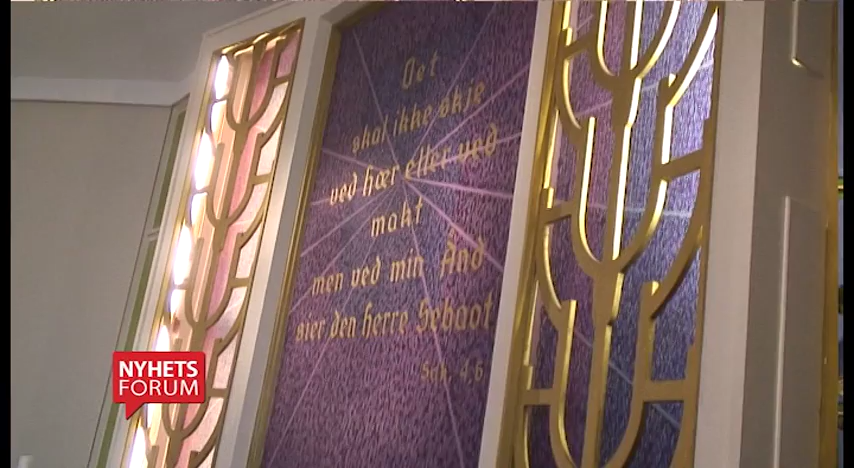 Det
skal ikke skje
ved hær eller ved
makt
men ved min Ånd
sier den herre Sebaot
Sak. 4,6
NYHETS
FORUM